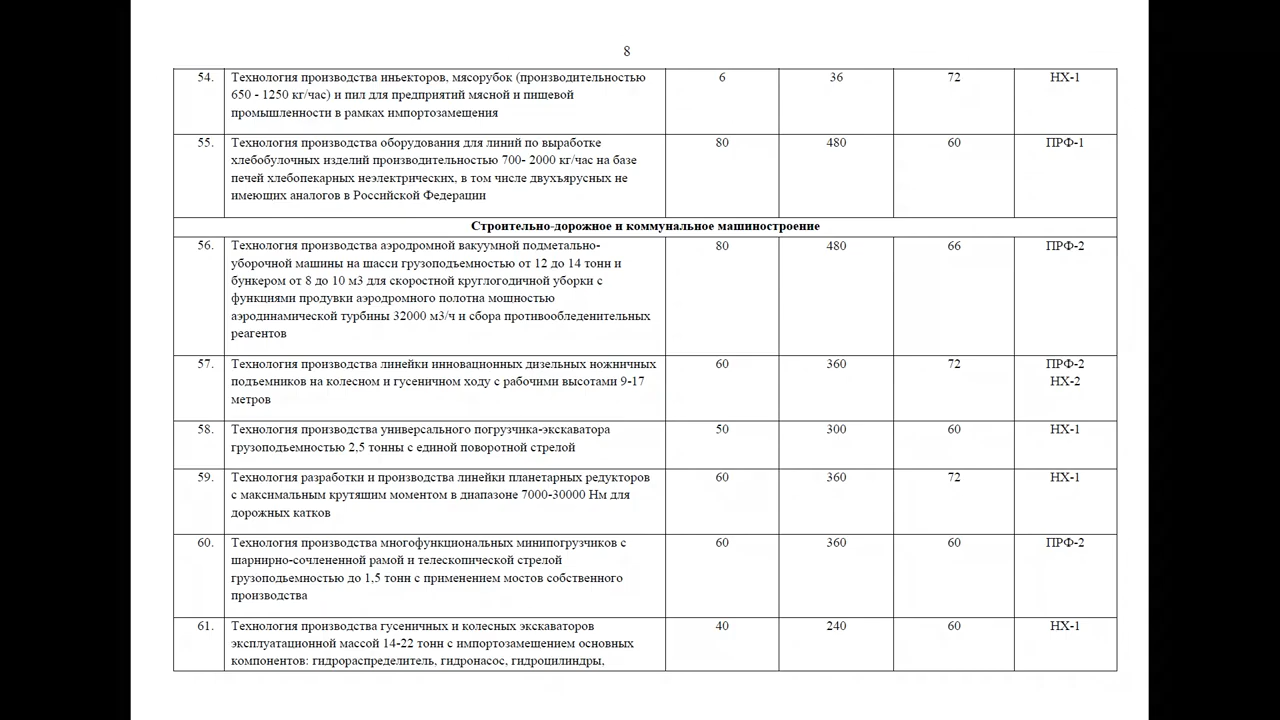 8
54. Технология производства иньекторов, мясорубок (производительностью 6 36 72 НХ-1
650 - 1250 кг/час) и пил для предприятий мясной и пищевой
промышленности в рамках импортозамещения
55. Технология производства оборудования для линий по выработке 80 480 60 ПРФ-1
хлебобулочных изделий производительностью 700- 2000 кг/час на базе
печей хлебопекарных неэлектрических, в том числе двухъярусных не
имеющих аналогов в Российской Федерации
Строительно-дорожное и коммунальное машиностроение
56. Технология производства аэродромной вакуумной подметально- 80 480 66 ПРФ-2
уборочной машины на шасси грузоподъемностью от 12 до 14 тонн и
бункером от 8 до 10 м3 для скоростной круглогодичной уборки с
функциями продувки аэродромного полотна мощностью
аэродинамической турбины 32000 м3/ч и сбора противообледенительных
реагентов
57. Технология производства линейки инновационных дизельных ножничных 60 360 72 ПРФ-2
подъемников на колесном и гусеничном ходу с рабочими высотами 9-17 НХ-2
метров
58. Технология производства универсального погрузчика-экскаватора 50 300 60 НХ-1
грузоподъемностью 2,5 тонны с единой поворотной стрелой
59. Технология разработки и производства линейки планетарных редукторов 60 360 72 НХ-1
с максимальным крутящим моментом в диапазоне 7000-30000 Нм для
дорожных катков
60. Технология производства многофункциональных минипогрузчиков с 60 360 60 ПРФ-2
шарнирно-сочлененной рамой и телескопической стрелой
грузоподъемностью до 1,5 тонн с применением мостов собственного
производства
61. Технология производства гусеничных и колесных экскаваторов 40 240 60 НХ-1
эксплуатационной массой 14-22 тонн с импортозамещением основных
компонентов: гидрораспределитель, гидронасос, гидроцилиндры,